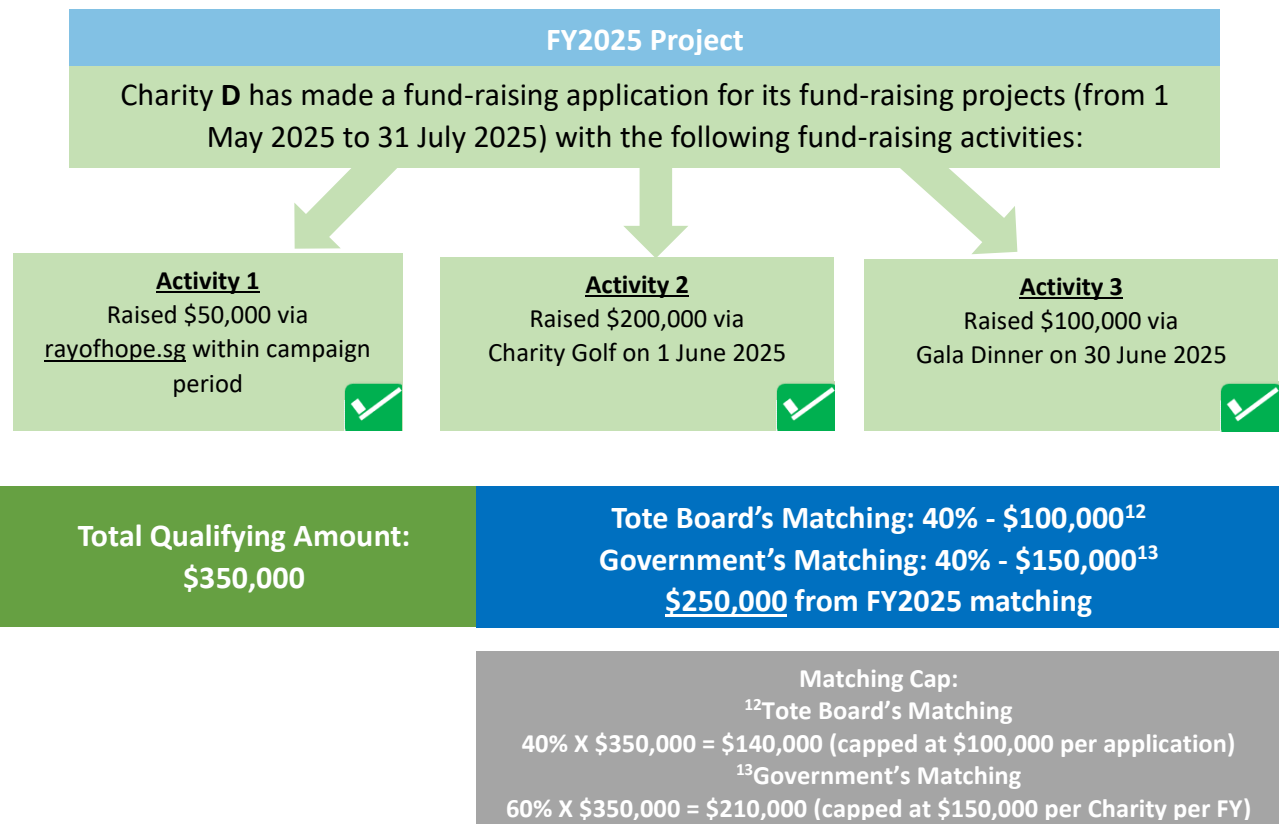 FY2025 Project
Charity D has made a fund-raising application for its fund-raising projects (from 1
May 2025 to 31 July 2025) with the following fund-raising activities:
Activity 1
Raised $50,000 via
rayofhope.sg within campaign
period
Activity 2
Raised $200,000 via
Charity Golf on 1 June 2025
Activity 3
Raised $100,000 via
Gala Dinner on 30 June 2025
Total Qualifying Amount:
$350,000
Tote Board’s Matching: 40% - $100,000¹²
Government’s Matching: 40% - $150,000¹³
$250,000 from FY2025 matching
Matching Cap:
¹²Tote Board’s Matching
40% X $350,000 = $140,000 (capped at $100,000 per application)
¹³Government’s Matching
60% X $350,000 = $210,000 (capped at $150,000 per Charity per FY)